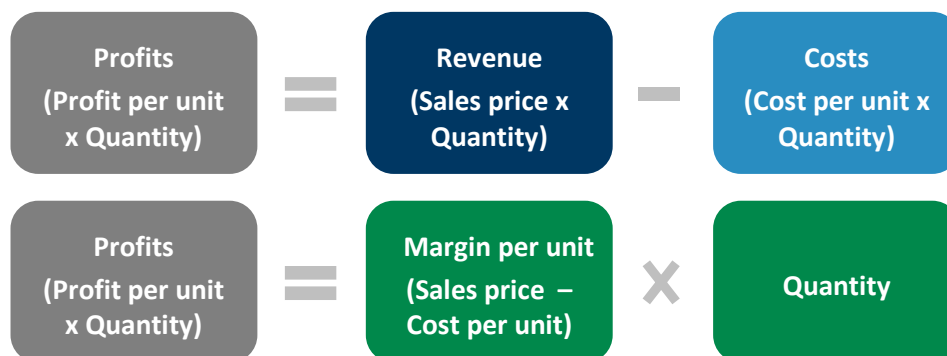 Profits
(Profit per unit
x Quantity)
=
Revenue
(Sales price x
Quantity)
–
Costs
(Cost per unit x
Quantity)
Profits
(Profit per unit
x Quantity)
=
Margin per unit
(Sales price –
Cost per unit)
x
Quantity